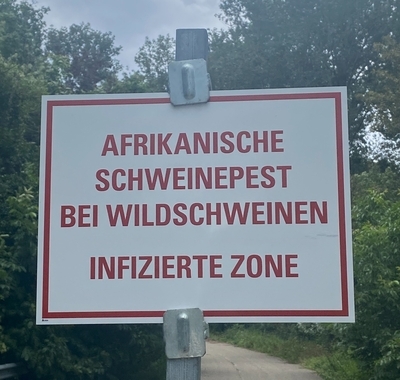 AFRIKANISCHE
SCHWEINEPEST
BEI WILDSCHWEINEN
INFIZIERTE ZONE